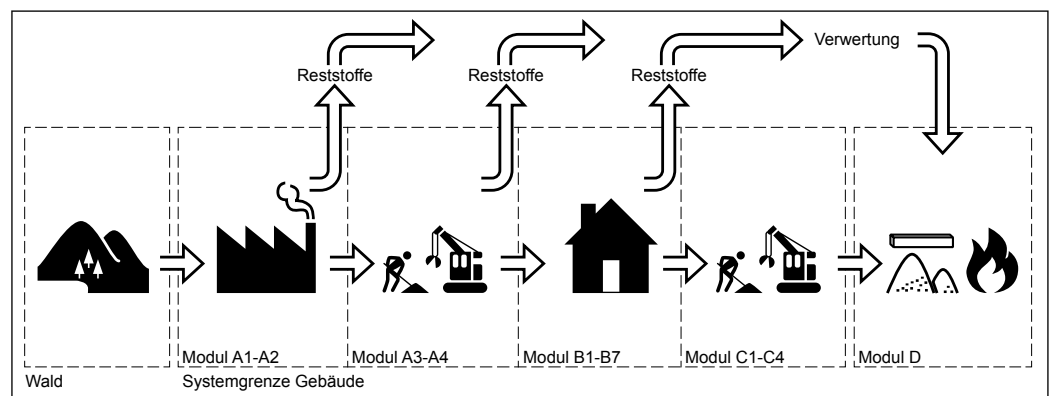 Reststoffe
Reststoffe
Reststoffe
Verwertung
Modul A1-A2
Modul A3-A4
Modul B1-B7
Modul C1-C4
Modul D
Wald
Systemgrenze Gebäude